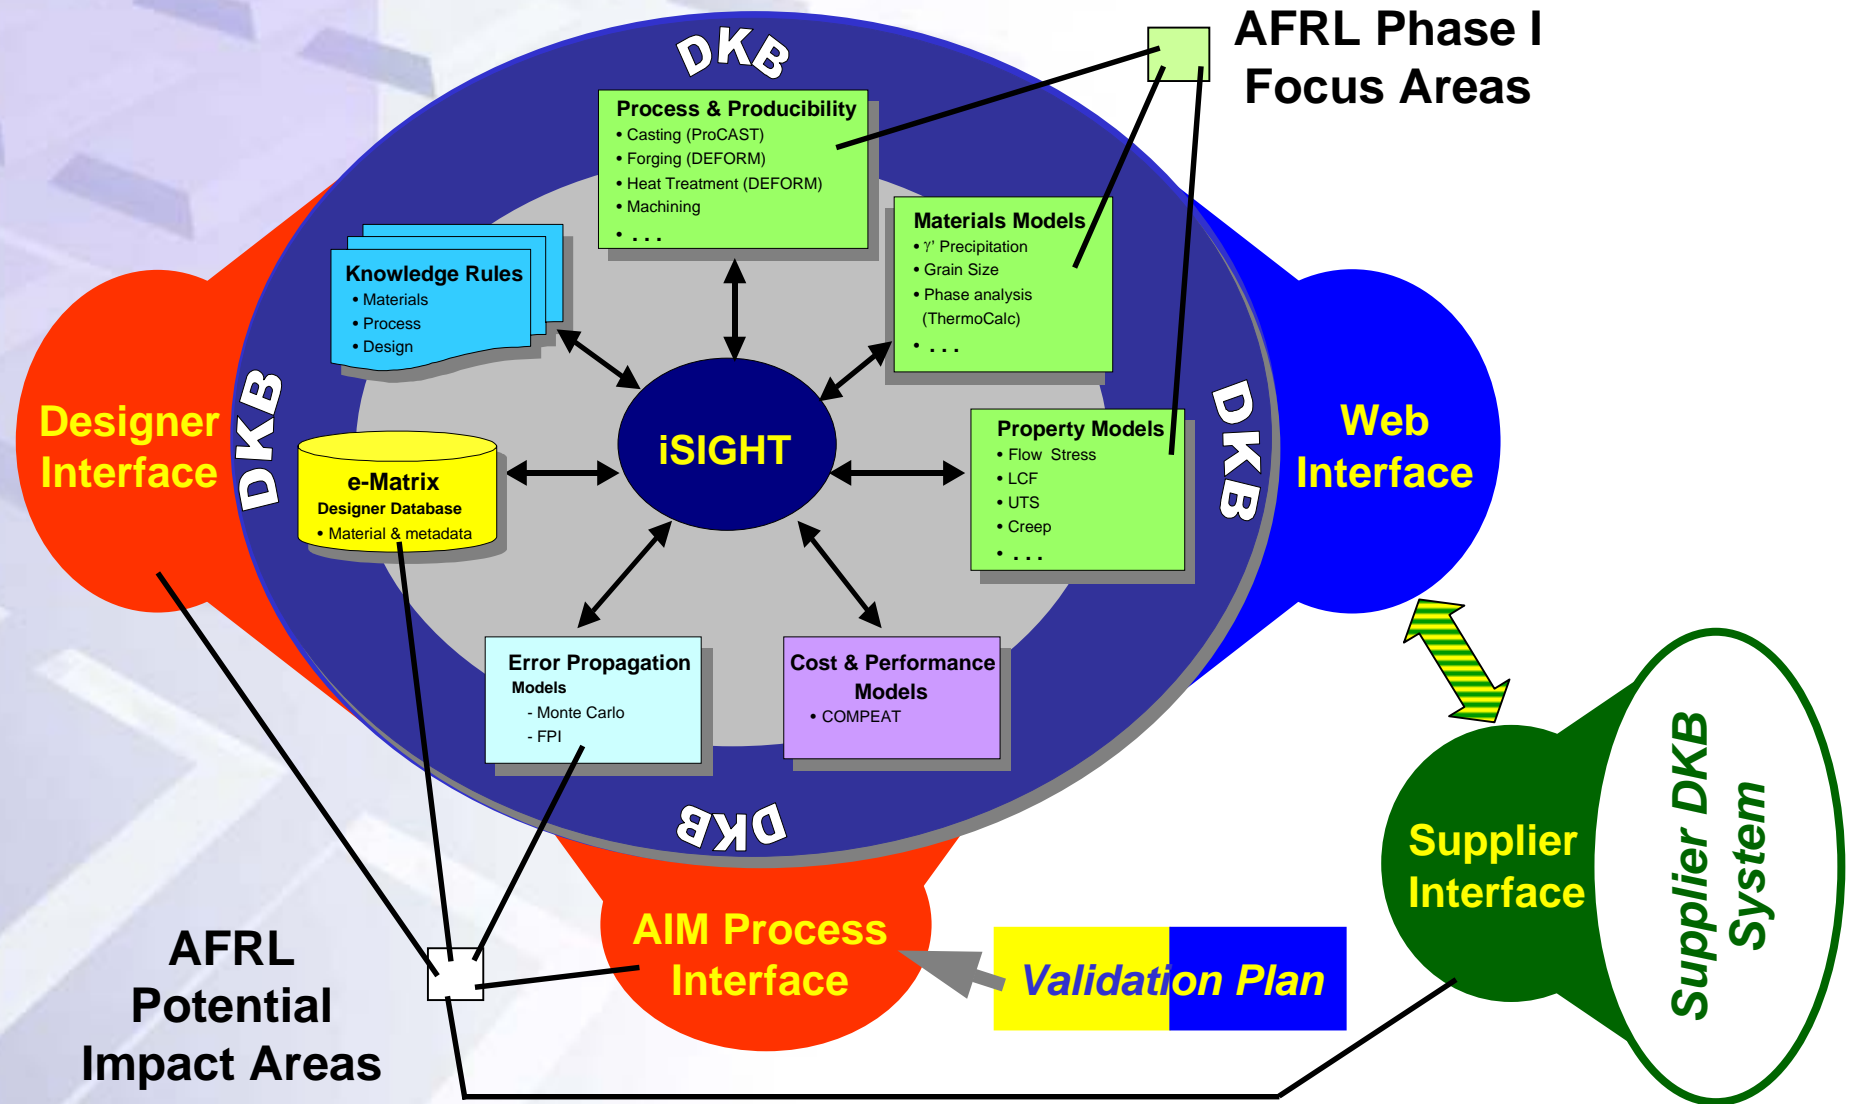 AFRL Phase I
Focus Areas
DKB
Process & Producibility
• Casting (ProCAST)
• Forging (DEFORM)
• Heat Treatment (DEFORM)
• Machining
• . . .
Materials Models
• γ’ Precipitation
• Grain Size
• Phase analysis
(ThermoCalc)
• . . .
Knowledge Rules
• Materials
• Process
• Design
DKB
Designer
Interface
iSIGHT
Property Models
• Flow Stress
• LCF
• UTS
• Creep
• . . .
DKB
Web
Interface
e-Matrix
Designer Database
• Material & metadata
Error Propagation
Models
- Monte Carlo
- FPI
Cost & Performance
Models
• COMPEAT
DKB
AIM Process
Interface
Validation Plan
Supplier
Interface
Supplier DKB
System
AFRL
Potential
Impact Areas